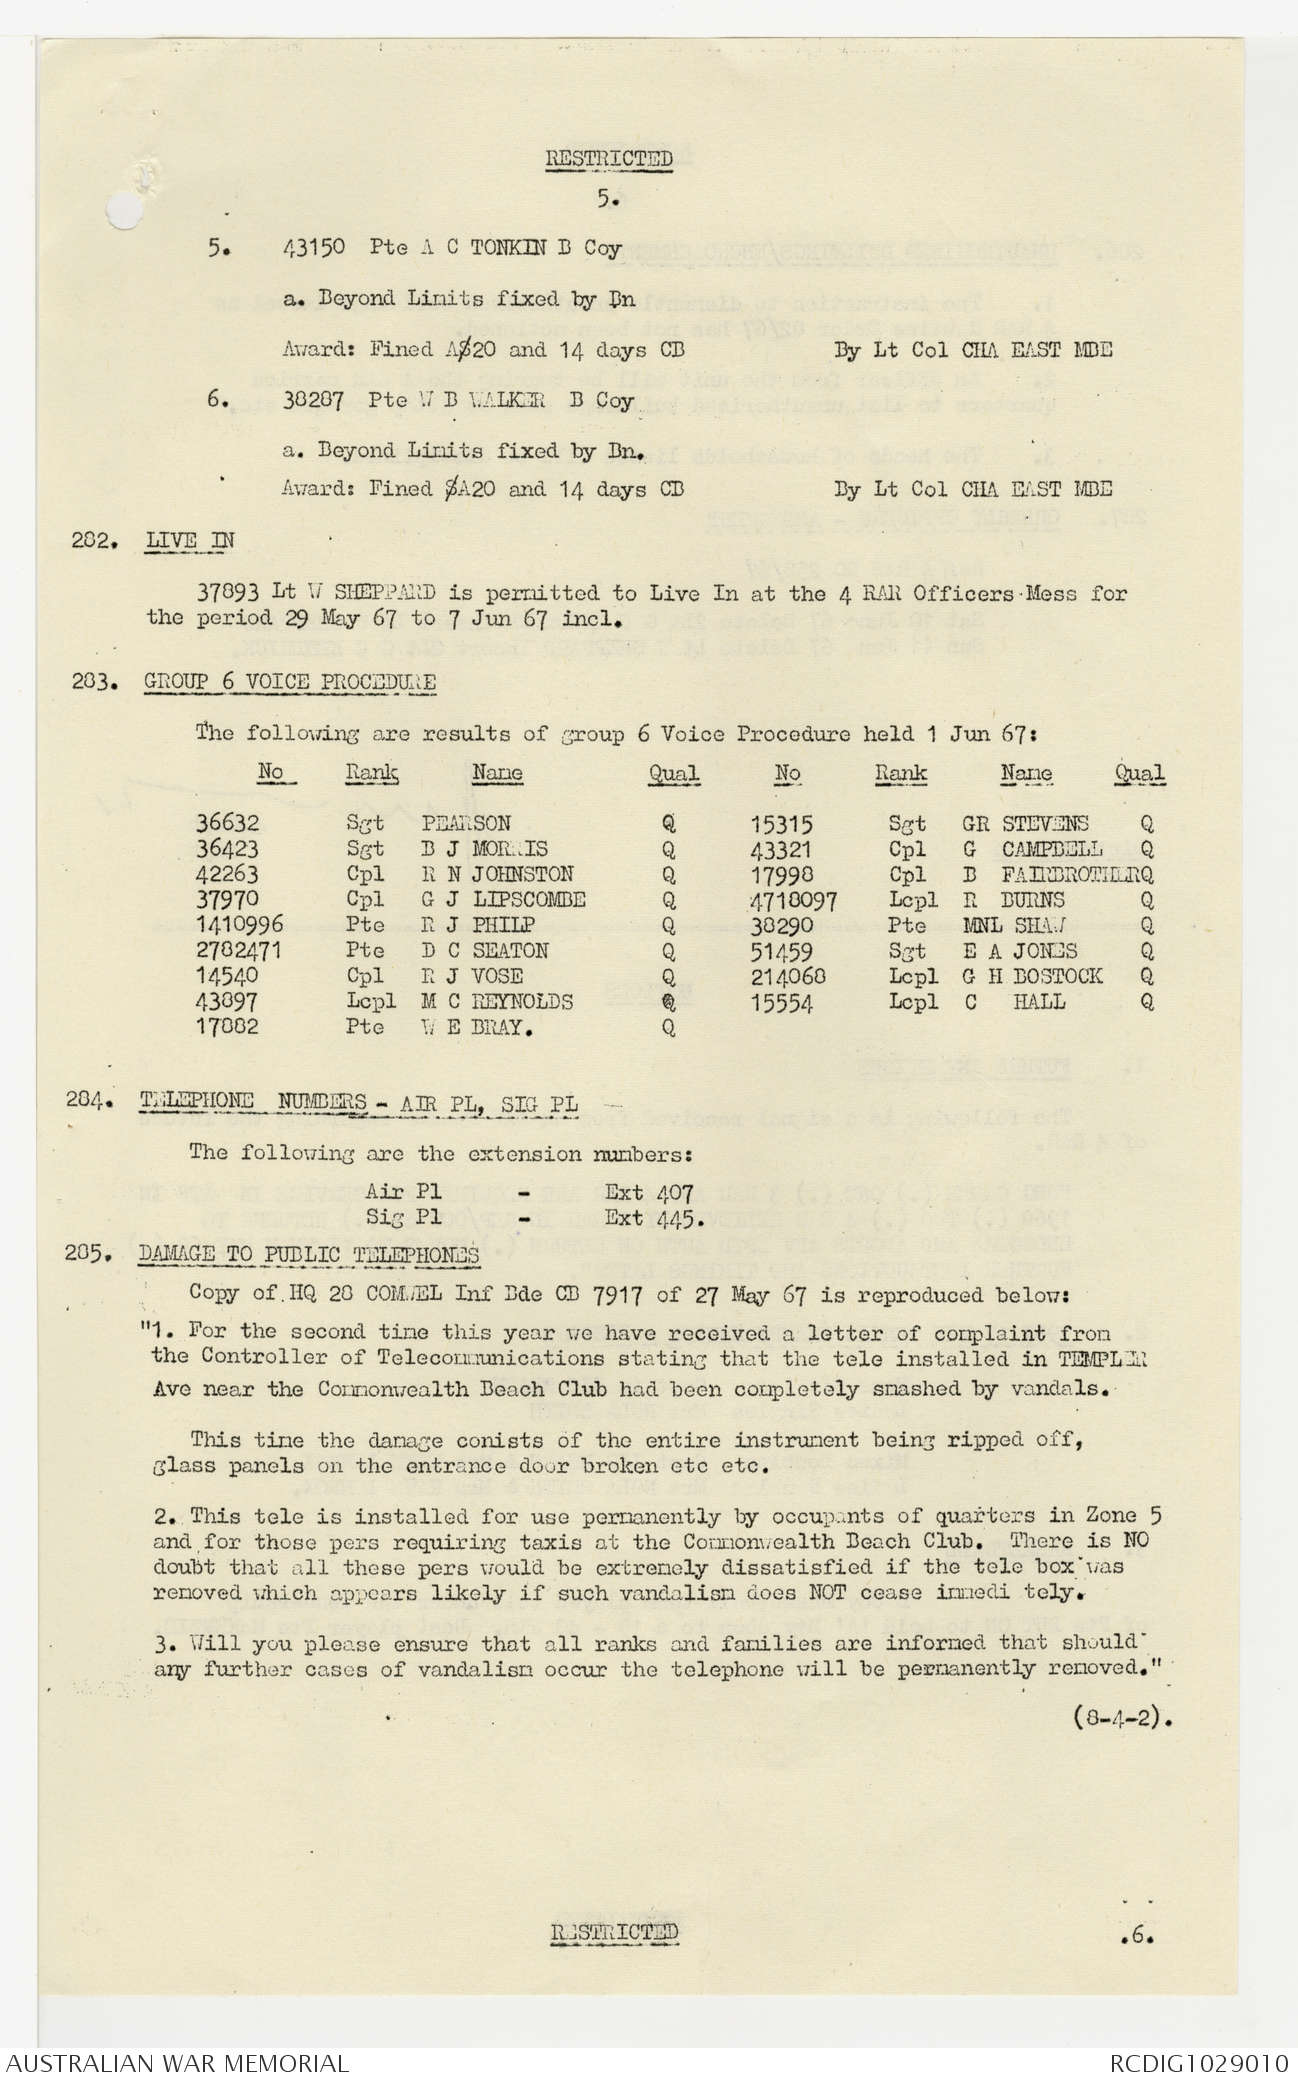 RESTRICTED
5.
5. 43150 Pte A C TONKIN B Coy
a. Beyond Limits fixed by Bn
Award: Fined A$20 and 14 days CB By Lt Col CHA EAST MBE
6. 38287 Pte W B WALKER B Coy
a. Beyond Limits fixed by Bn.
Award: Fined $A20 and 14 days CB By Lt Col CHA EAST MBE
282. LIVE IN
37893 Lt W SHEPPARD is permitted to Live In at the 4 RAR Officers Mess for
the period 29 May 67 to 7 Jun 67 incl.
283. GROUP 6 VOICE PROCEDURE
The following are results of group 6 Voice Procedure held 1 Jun 67:
No Rank Name Qual No Rank Name Qual
36632 Sgt PEARSON Q 15315 Sgt GR STEVENS Q
36423 Sgt B J MORRIS Q 43321 Cpl G CAMPBELL Q
42263 Cpl R N JOHNSTON Q 17998 Cpl B FAIRBROTHERQ
37970 Cpl G J LIPSCOMBE Q 4718097 Lcpl R BURNS Q
1410996 Pte R J PHILP Q 38290 Pte MNL SHAW Q
2782471 Pte D C SEATON Q 51459 Sgt E A JONES Q
14540 Cpl R J VOSE Q 214068 Lcpl G H BOSTOCK Q
43897 Lcpl M C REYNOLDS Q 15554 Lcpl C HALL Q
17882 Pte W E BRAY. Q
284. TELEPHONE NUMBERS - AIR PL, SIG PL
The following are the extension numbers:
Air Pl - Ext 407
Sig Pl - Ext 445.
285. DAMAGE TO PUBLIC TELEPHONES
Copy of HQ 28 COMWEL Inf Bde CB 7917 of 27 May 67 is reproduced below:
"1. For the second time this year we have received a letter of complaint from
the Controller of Telecommunications stating that the tele installed in TEMPLER
Ave near the Commonwealth Beach Club had been completely smashed by vandals.
This time the damage conists of the entire instrument being ripped off,
glass panels on the entrance door broken etc etc.
2. This tele is installed for use permanently by occupants of quarters in Zone 5
and for those pers requiring taxis at the Commonwealth Beach Club. There is NO
doubt that all these pers would be extremely dissatisfied if the tele box was
removed which appears likely if such vandalism does NOT cease immedi tely.
3. Will you please ensure that all ranks and families are informed that should
any further cases of vandalism occur the telephone will be permanently removed."
(8-4-2).
RESTRICTED
.6.
AUSTRALIAN WAR MEMORIAL RCDIG1029010